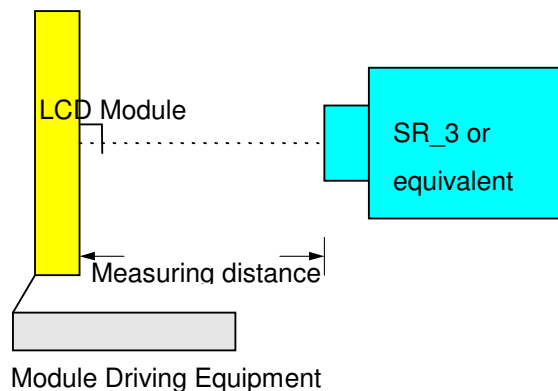 LCD Module
SR_3 or
equivalent
Measuring distance
Module Driving Equipment